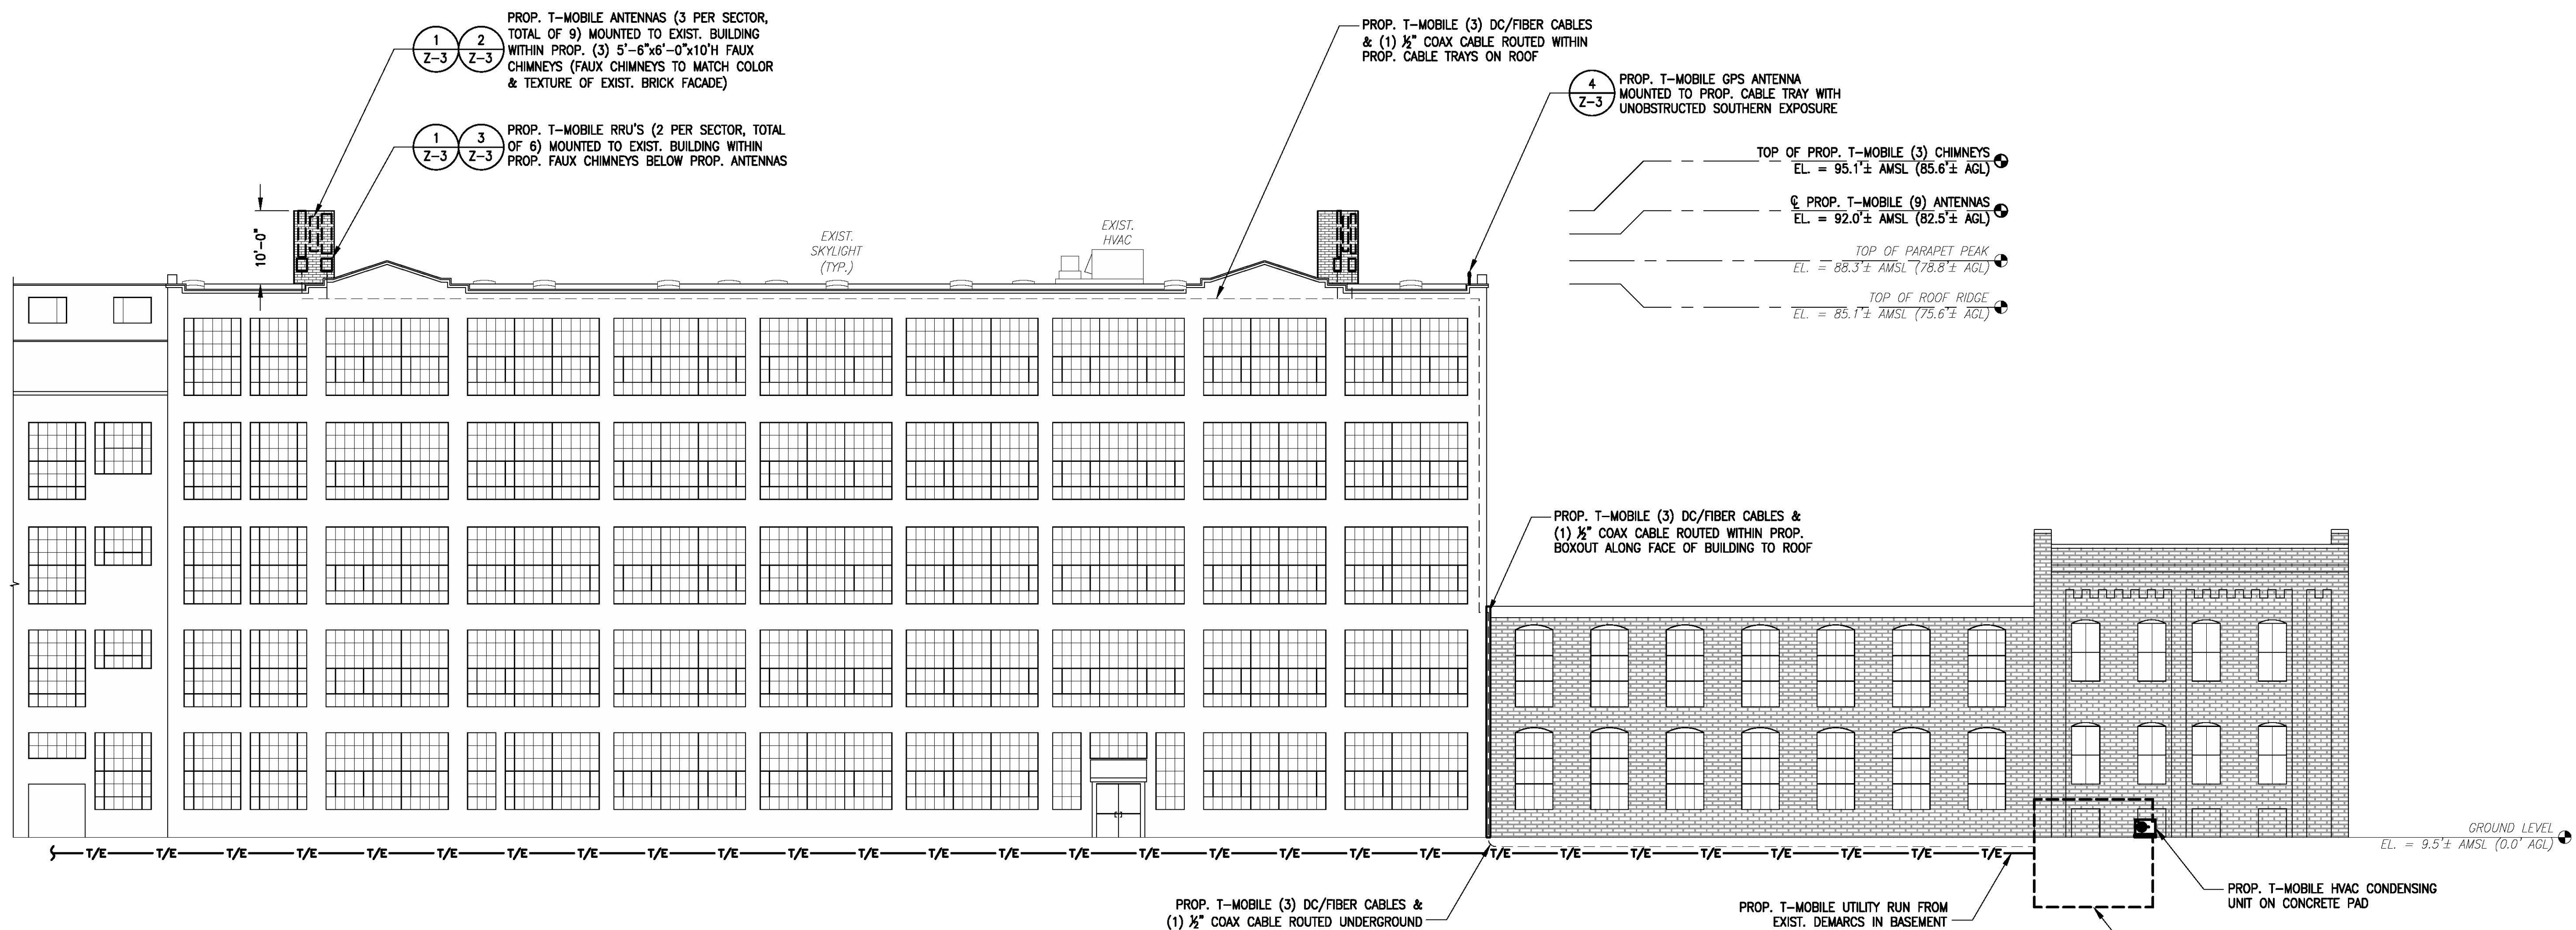 1
Z-3
2
Z-3
PROP. T-MOBILE ANTENNAS (3 PER SECTOR,
TOTAL OF 9) MOUNTED TO EXIST. BUILDING
WITHIN PROP. (3) 5'-6"x6'-0"x10'H FAUX
CHIMNEYS (FAUX CHIMNEYS TO MATCH COLOR
& TEXTURE OF EXIST. BRICK FACADE)
1
Z-3
3
Z-3
PROP. T-MOBILE RRU'S (2 PER SECTOR, TOTAL
OF 6) MOUNTED TO EXIST. BUILDING WITHIN
PROP. FAUX CHIMNEYS BELOW PROP. ANTENNAS
PROP. T-MOBILE (3) DC/FIBER CABLES
& (1) ½" COAX CABLE ROUTED WITHIN
PROP. CABLE TRAYS ON ROOF
4
Z-3
PROP. T-MOBILE GPS ANTENNA
MOUNTED TO PROP. CABLE TRAY WITH
UNOBSTRUCTED SOUTHERN EXPOSURE
TOP OF PROP. T-MOBILE (3) CHIMNEYS
EL. = 95.1'± AMSL (85.6'± AGL)
℄ PROP. T-MOBILE (9) ANTENNAS
EL. = 92.0'± AMSL (82.5'± AGL)
TOP OF PARAPET PEAK
EL. = 88.3'± AMSL (78.8'± AGL)
TOP OF ROOF RIDGE
EL. = 85.1'± AMSL (75.6'± AGL)
10'-0"
EXIST.
SKYLIGHT
(TYP.)
EXIST.
HVAC
PROP. T-MOBILE (3) DC/FIBER CABLES &
(1) ½" COAX CABLE ROUTED WITHIN PROP.
BOXOUT ALONG FACE OF BUILDING TO ROOF
GROUND LEVEL
EL. = 9.5'± AMSL (0.0' AGL)
T/E T/E T/E T/E T/E T/E T/E T/E T/E T/E T/E T/E T/E T/E T/E T/E T/E T/E T/E T/E T/E T/E T/E T/E T/E T/E T/E T/E
PROP. T-MOBILE (3) DC/FIBER CABLES &
(1) ½" COAX CABLE ROUTED UNDERGROUND
PROP. T-MOBILE UTILITY RUN FROM
EXIST. DEMARCS IN BASEMENT
PROP. T-MOBILE HVAC CONDENSING
UNIT ON CONCRETE PAD